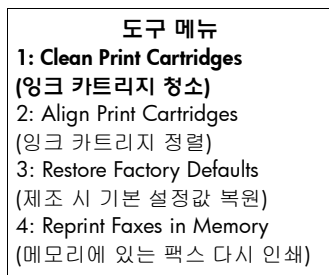 도구 메뉴
1: Clean Print Cartridges
(잉크 카트리지 청소)
2: Align Print Cartridges
(잉크 카트리지 정렬)
3: Restore Factory Defaults
(제조 시 기본 설정값 복원)
4: Reprint Faxes in Memory
(메모리에 있는 팩스 다시 인쇄)